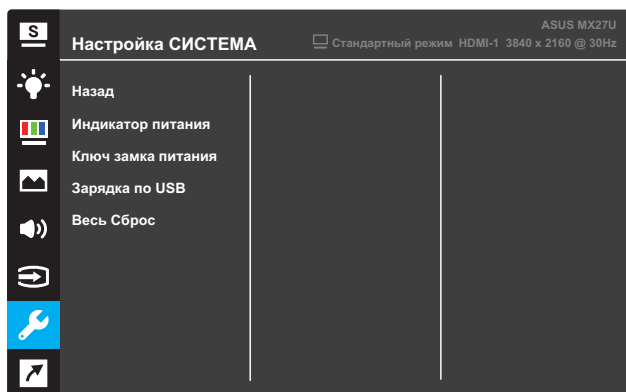 S
ASUS MX27U
Настройка СИСТЕМА
Стандартный режим HDMI-1 3840 x 2160 @ 30Hz
Назад
Индикатор питания
Ключ замка питания
Зарядка по USB
Весь Сброс